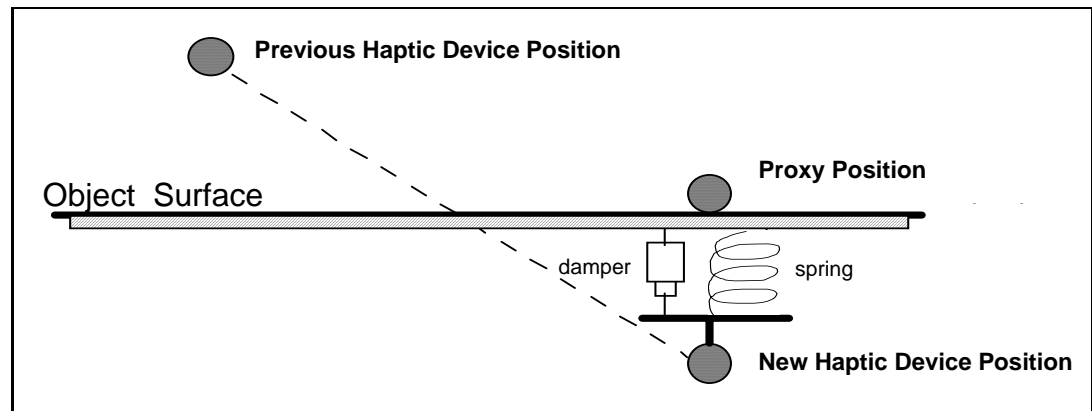 Previous Haptic Device Position
Proxy Position
Object Surface
damper
spring
New Haptic Device Position